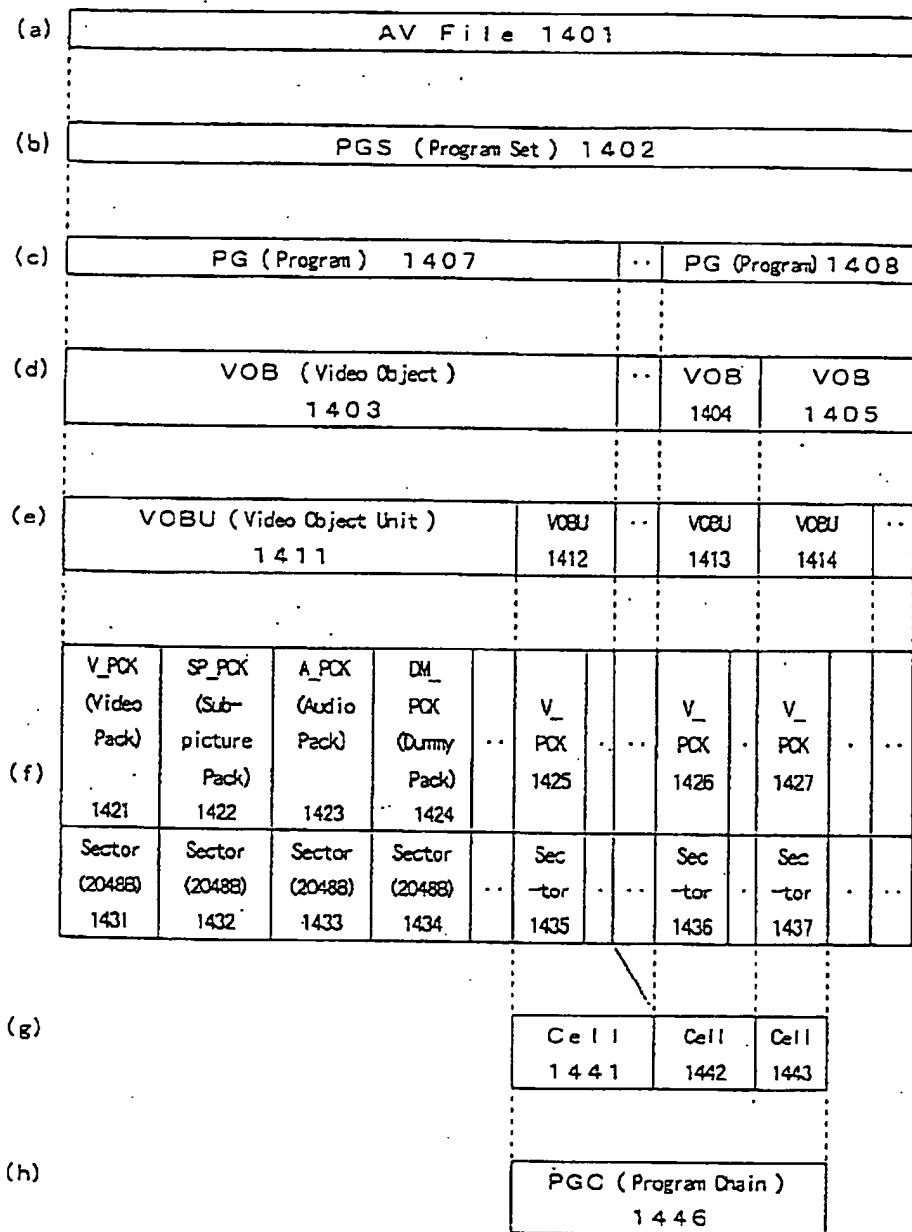 (a) AV File 1401
(b) PGS (Program Set) 1402
(c) PG (Program) 1407 ·· PG (Program) 1408
(d) VOB (Video Object) ·· VOB VOB
1403 1404 1405
(e) VOBU (Video Object Unit) VOBU ·· VOBU VOBU ··
1411 1412 1413 1414
V_PCK SP_PCK A_PCK DM_
(Video (Sub- (Audio PCK V_ V_ V_
Pack) picture Pack) (Dummy ·· PCK · ·· PCK · PCK · ··
(f) Pack) Pack) 1425 1426 1427
1421 1422 1423 1424
Sector Sector Sector Sector Sec Sec Sec
(2048B) (2048B) (2048B) (2048B) ·· -tor · ·· -tor · -tor · ··
1431 1432 1433 1434 1435 1436 1437
(g) Cell Cell Cell
1441 1442 1443
(h) PGC (Program Chain)
1446